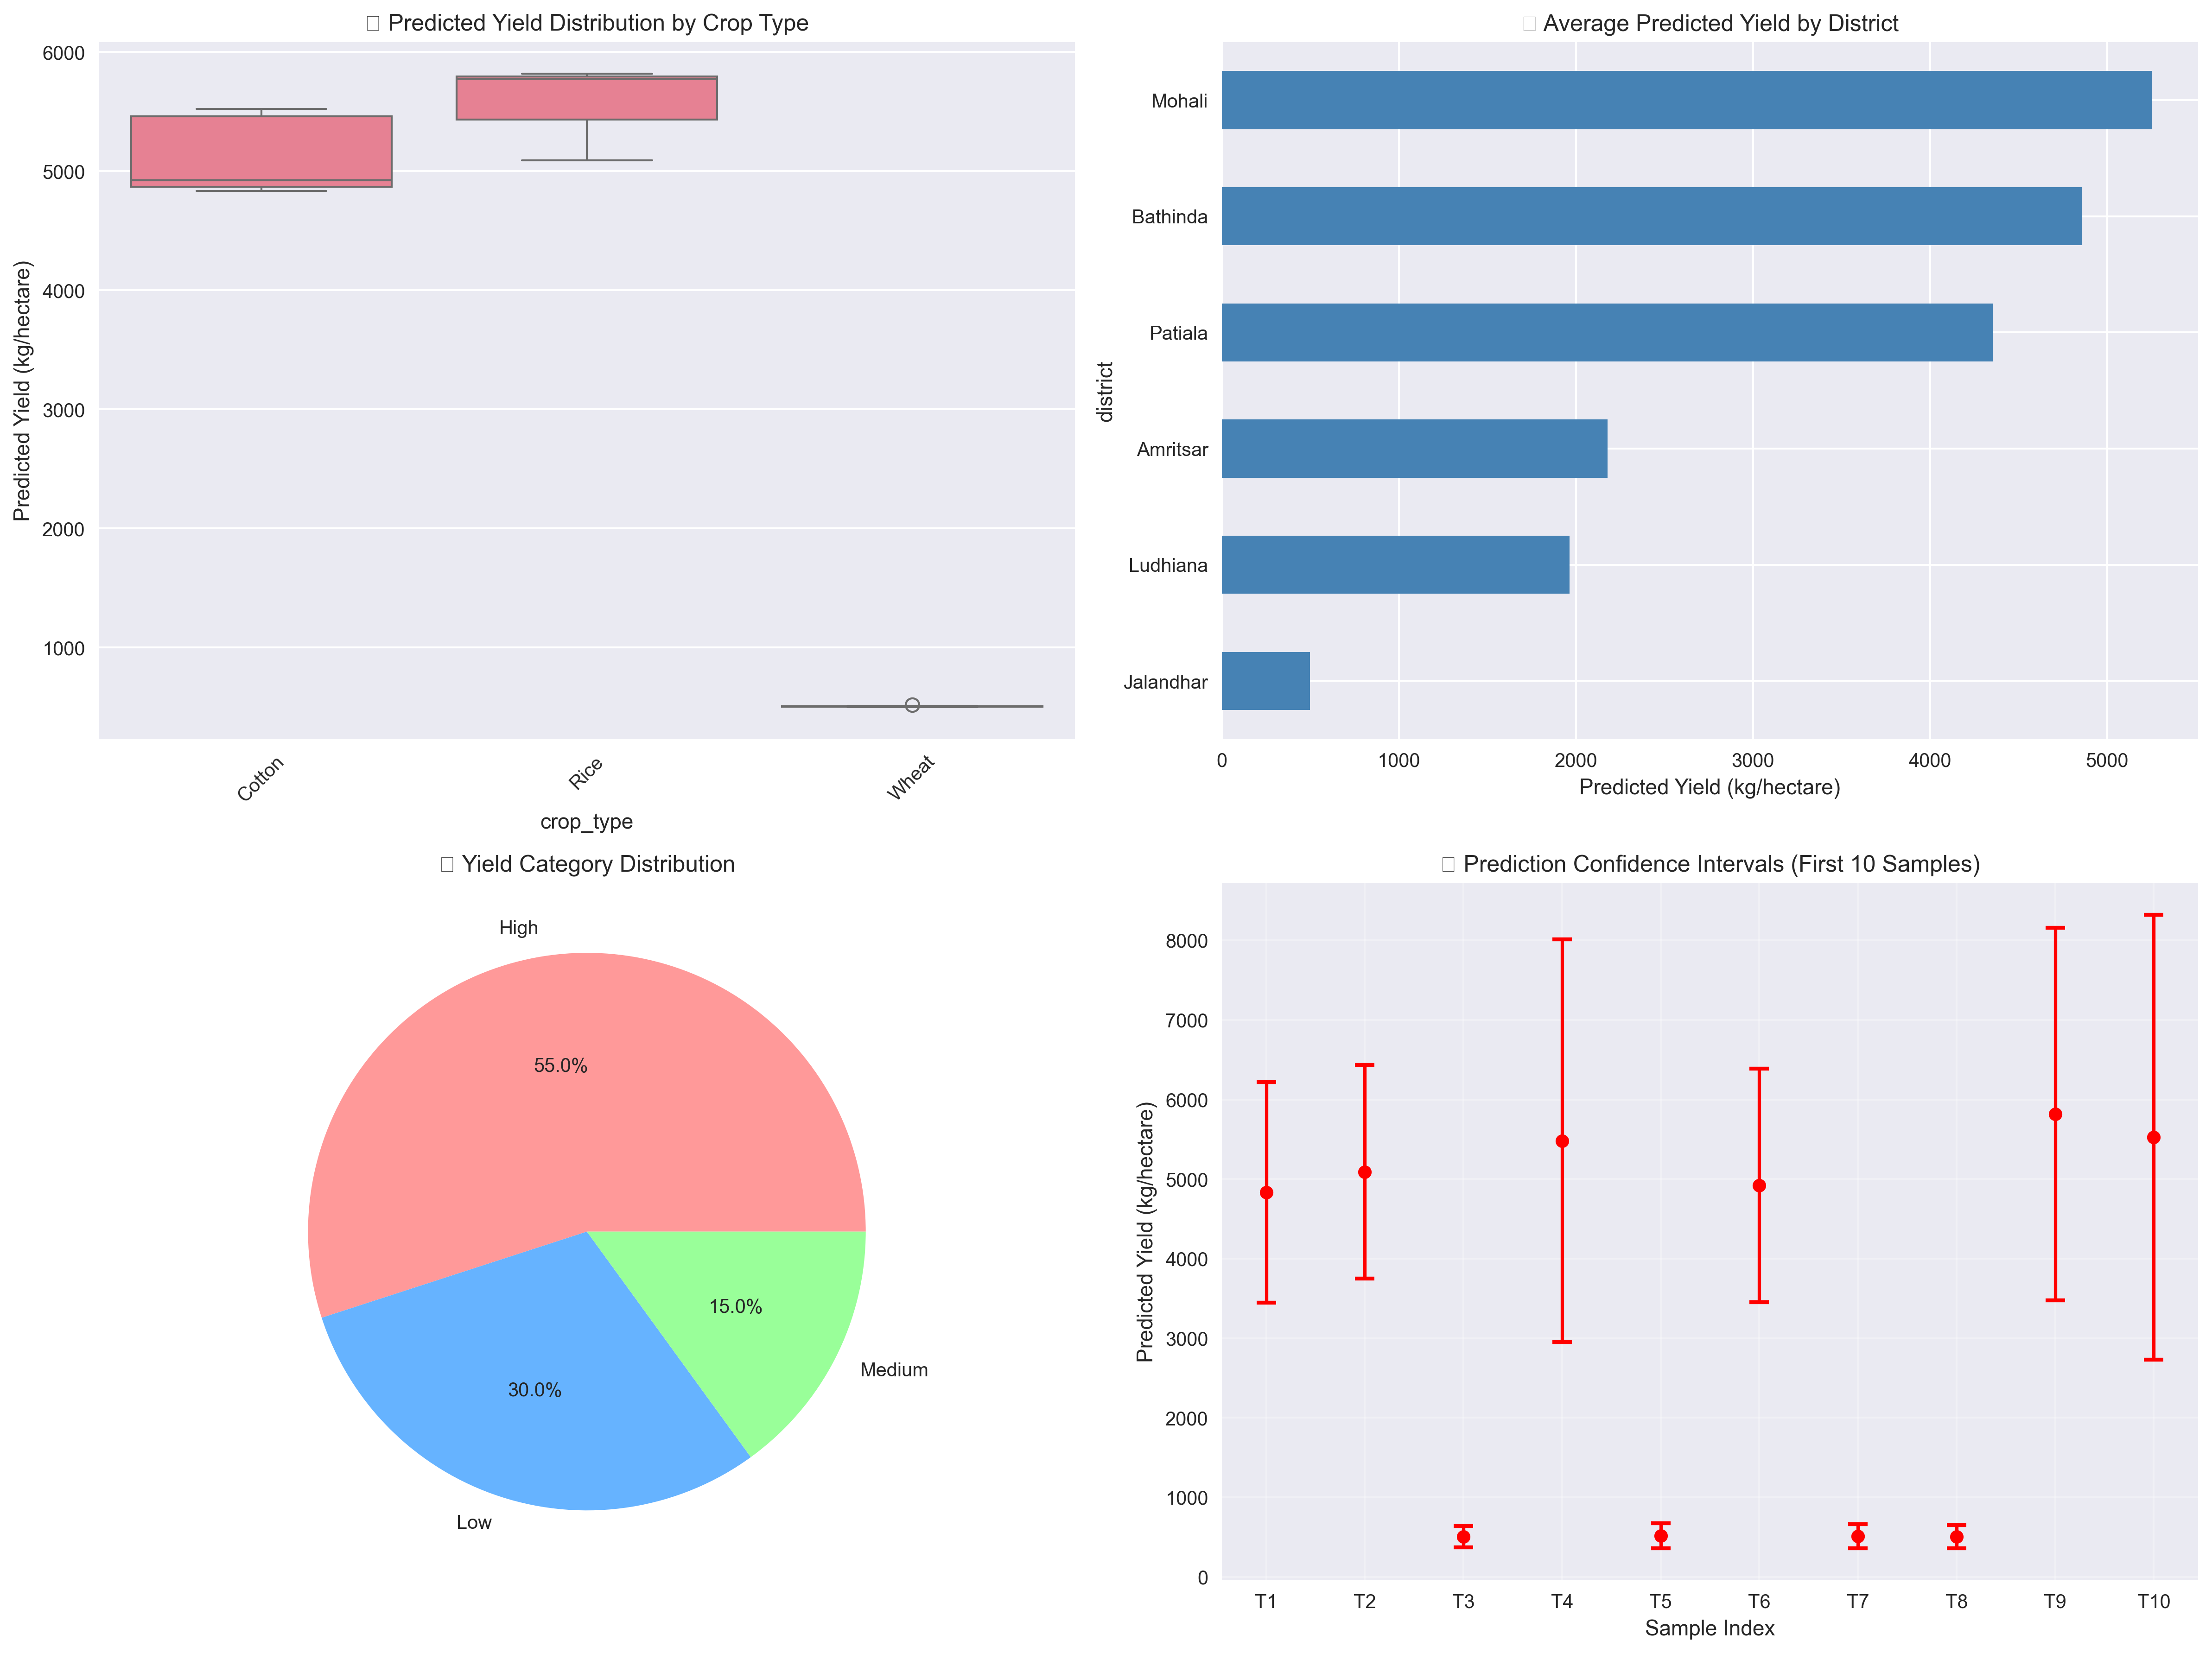 Predicted Yield Distribution by Crop Type
Predicted Yield (kg/hectare)
6000
5000
4000
3000
2000
1000
Cotton
Rice
Wheat
crop_type
Average Predicted Yield by District
district
Mohali
Bathinda
Patiala
Amritsar
Ludhiana
Jalandhar
0 1000 2000 3000 4000 5000
Predicted Yield (kg/hectare)
Yield Category Distribution
High
55.0%
15.0%
Medium
30.0%
Low
Prediction Confidence Intervals (First 10 Samples)
Predicted Yield (kg/hectare)
8000
7000
6000
5000
4000
3000
2000
1000
0
T1 T2 T3 T4 T5 T6 T7 T8 T9 T10
Sample Index